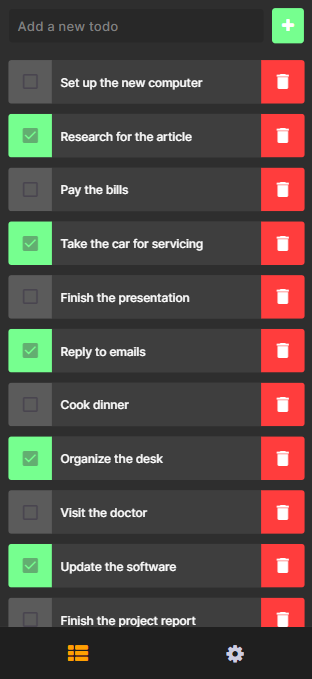 Add a new todo
Set up the new computer
Research for the article
Pay the bills
Take the car for servicing
Finish the presentation
Reply to emails
Cook dinner
Organize the desk
Visit the doctor
Update the software
Finish the project report